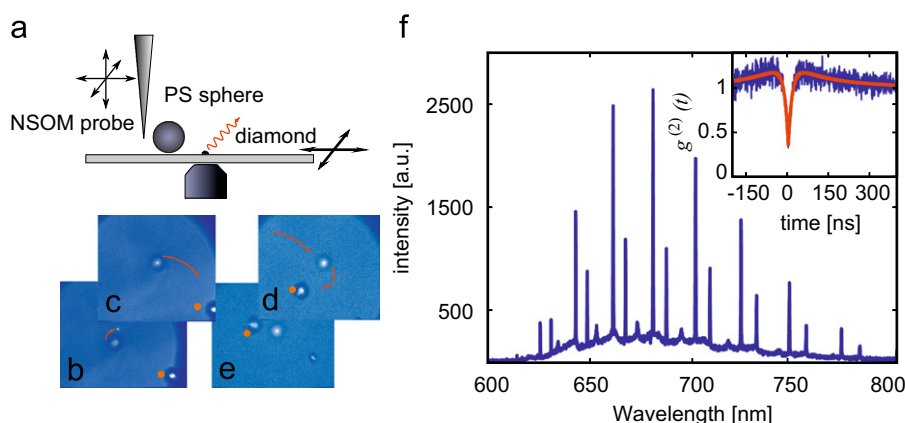 a
NSOM probe
PS sphere
diamond
b
c
d
e
f
intensity [a.u.]
2500
1500
500
600
650
700
750
800
Wavelength [nm]
g⁽²⁾ (t)
1
0.5
0
-150
0
150
300
time [ns]